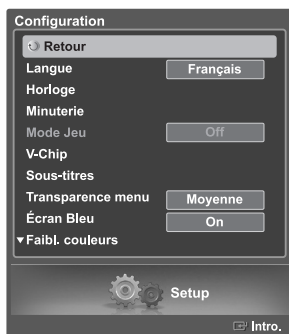 Configuration
Retour
Langue Français
Horloge
Minuterie
Mode Jeu Off
V-Chip
Sous-titres
Transparence menu Moyenne
Écran Bleu On
▼Faibl. couleurs
Setup
Intro.